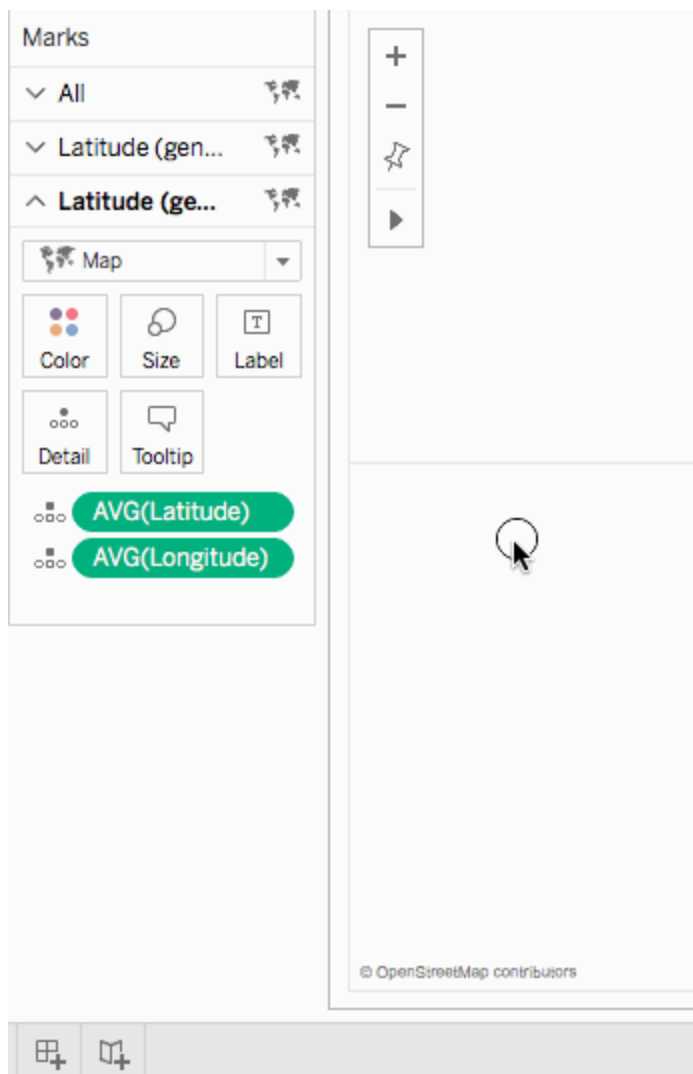 Marks
All
Latitude (gen...
Latitude (ge...
Map
Color Size Label
T
Detail Tooltip
AVG(Latitude)
AVG(Longitude)
© OpenStreetMap contributors